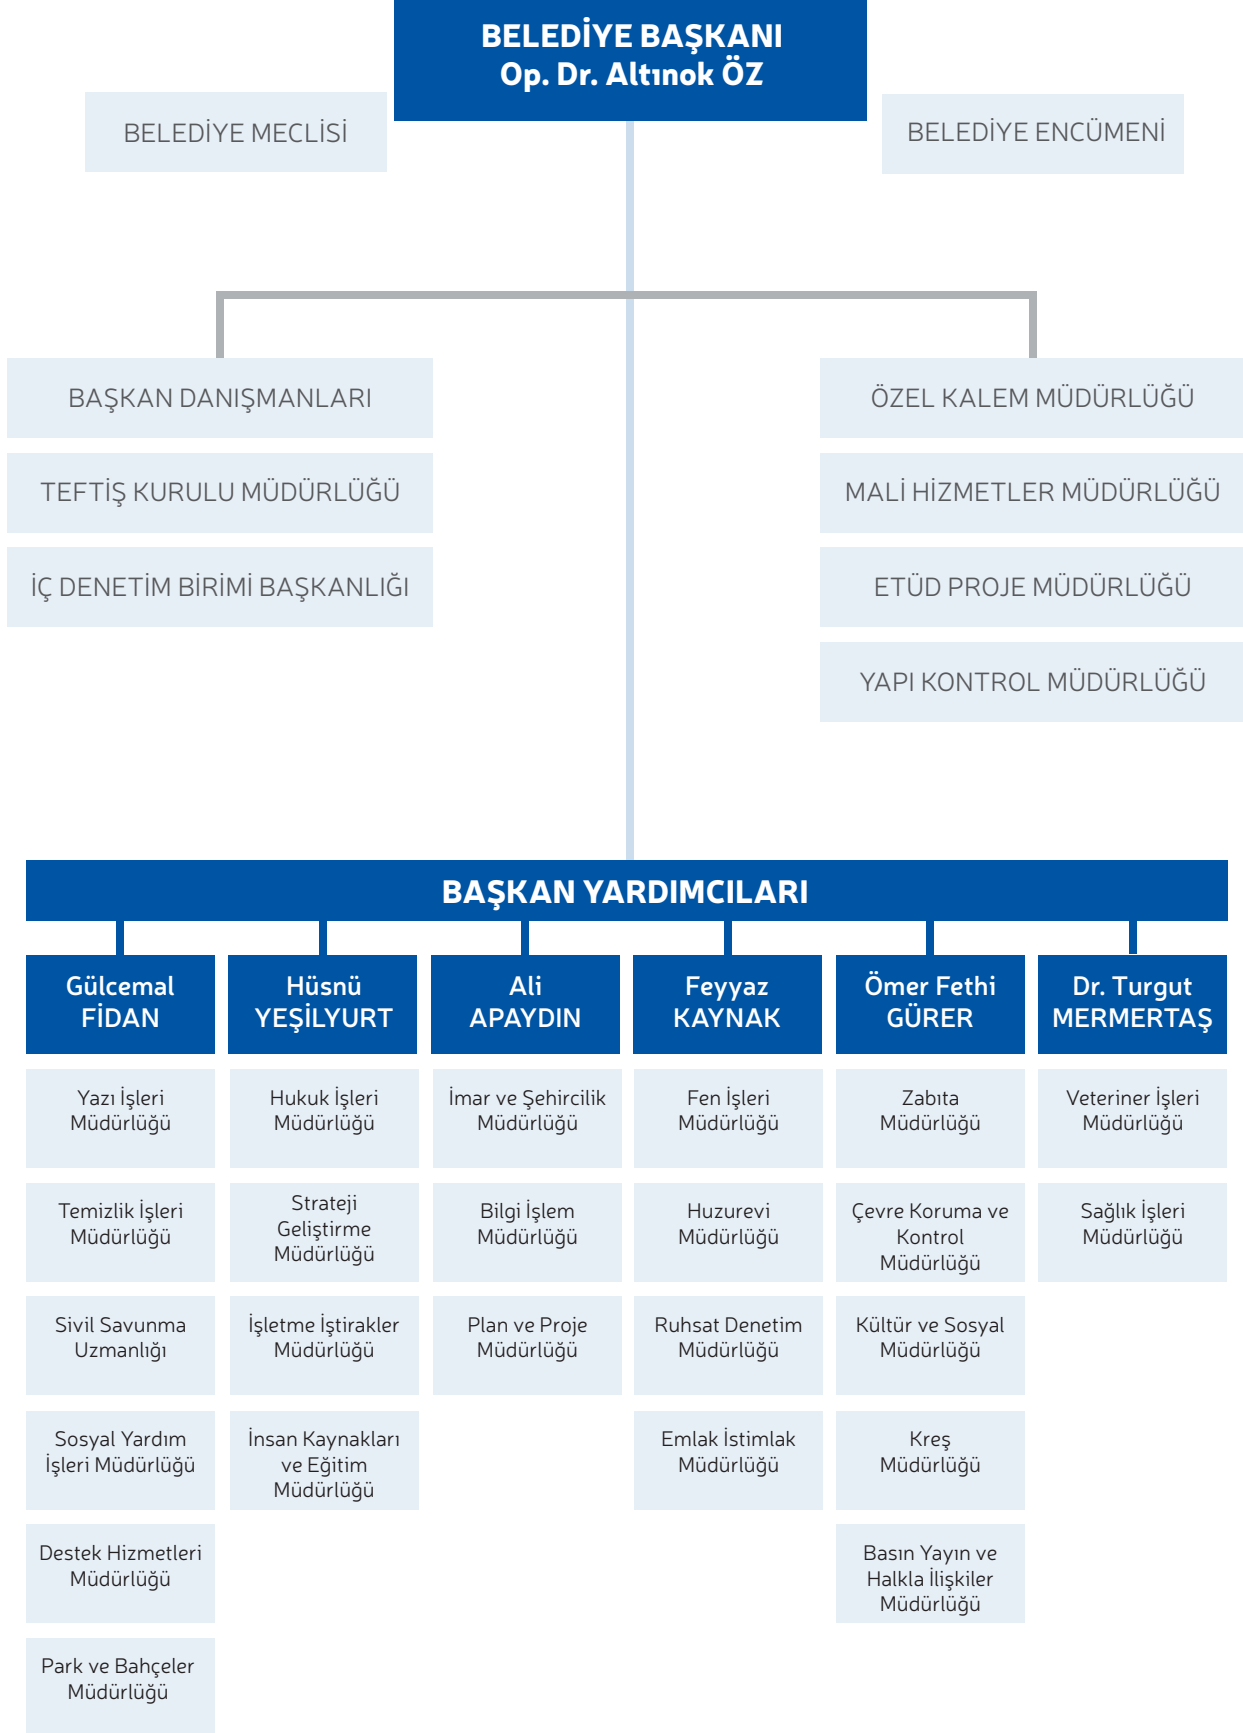 BELEDİYE BAŞKANI
Op. Dr. Altınok ÖZ
BELEDİYE MECLİSİ
BELEDİYE ENCÜMENİ
BAŞKAN DANIŞMANLARI
TEFTİŞ KURULU MÜDÜRLÜĞÜ
İÇ DENETİM BİRİMİ BAŞKANLIĞI
ÖZEL KALEM MÜDÜRLÜĞÜ
MALİ HİZMETLER MÜDÜRLÜĞÜ
ETÜD PROJE MÜDÜRLÜĞÜ
YAPI KONTROL MÜDÜRLÜĞÜ
BAŞKAN YARDIMCILARI
Gülcemal
FİDAN
Yazı İşleri
Müdürlüğü
Temizlik İşleri
Müdürlüğü
Sivil Savunma
Uzmanlığı
Sosyal Yardım
İşleri Müdürlüğü
Destek Hizmetleri
Müdürlüğü
Park ve Bahçeler
Müdürlüğü
Hüsnü
YEŞİLYURT
Hukuk İşleri
Müdürlüğü
Strateji
Geliştirme
Müdürlüğü
İşletme İştirakler
Müdürlüğü
İnsan Kaynakları
ve Eğitim
Müdürlüğü
Ali
APAYDIN
İmar ve Şehircilik
Müdürlüğü
Bilgi İşlem
Müdürlüğü
Plan ve Proje
Müdürlüğü
Feyyaz
KAYNAK
Fen İşleri
Müdürlüğü
Huzurevi
Müdürlüğü
Ruhsat Denetim
Müdürlüğü
Emlak İstimlak
Müdürlüğü
Ömer Fethi
GÜRER
Zabıta
Müdürlüğü
Çevre Koruma ve
Kontrol
Müdürlüğü
Kültür ve Sosyal
Müdürlüğü
Kreş
Müdürlüğü
Basın Yayın ve
Halkla İlişkiler
Müdürlüğü
Dr. Turgut
MERMERTAŞ
Veteriner İşleri
Müdürlüğü
Sağlık İşleri
Müdürlüğü